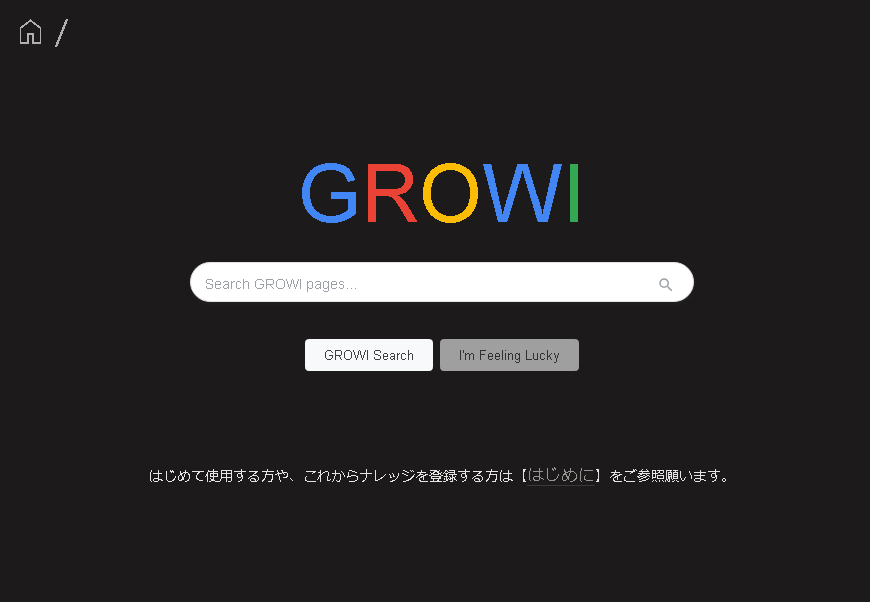 /
GROWI
Search GROWI pages...
GROWI Search
I'm Feeling Lucky
はじめて使用する方や、これからナレッジを登録する方は【はじめに】をご参照願います。